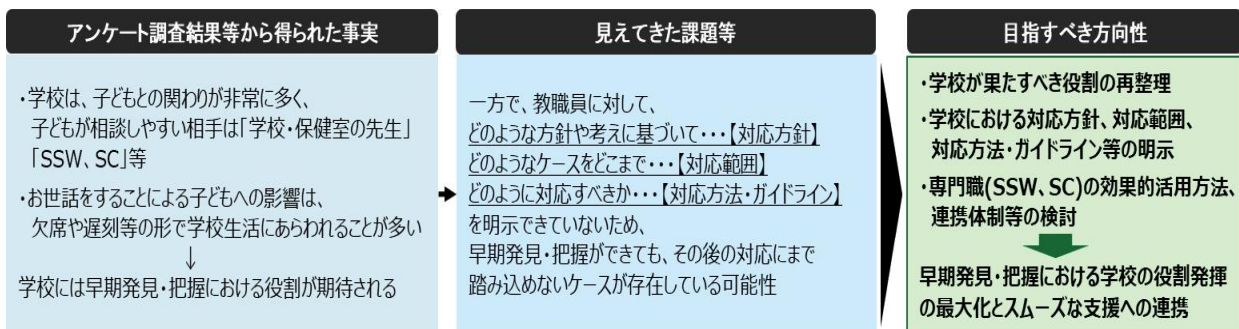 アンケート調査結果等から得られた事実
・学校は、子どもとの関わりが非常に多く、
子どもが相談しやすい相手は「学校・保健室の先生」
「SSW、SC」等
・お世話をすることによる子どもへの影響は、
欠席や遅刻等の形で学校生活にあらわれることが多い
↓
学校には早期発見・把握における役割が期待される
見えてきた課題等
一方で、教職員に対して、
どのような方針や考えに基づいて・・・【対応方針】
どのようなケースをどこまで・・・【対応範囲】
どのように対応すべきか・・・【対応方法・ガイドライン】
を明示できていないため、
早期発見・把握ができても、その後の対応にまで
踏み込めないケースが存在している可能性
目指すべき方向性
・学校が果たすべき役割の再整理
・学校における対応方針、対応範囲、
対応方法・ガイドライン等の明示
・専門職(SSW、SC)の効果的活用方法、
連携体制等の検討
早期発見・把握における学校の役割発揮
の最大化とスムーズな支援への連携